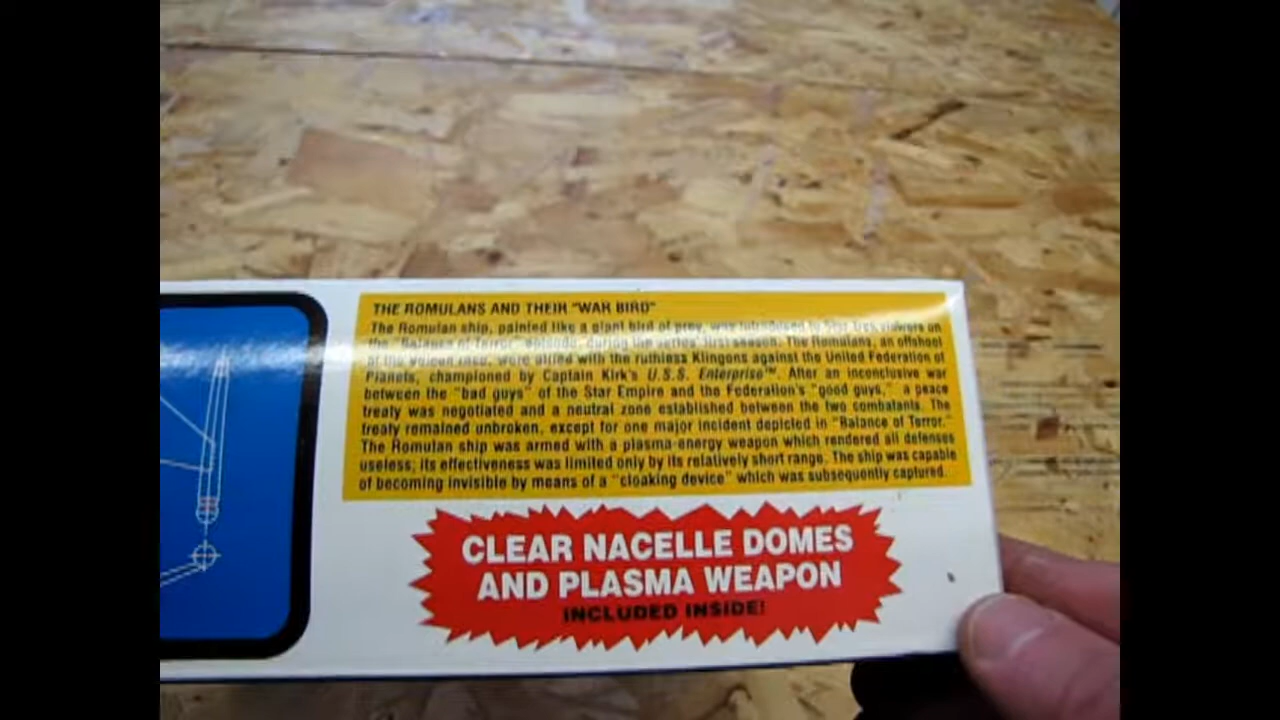 THE ROMULANS AND THEIR "WAR BIRD"
The Romulan ship, painted like a giant bird of prey, was introduced to Star Trek viewers on
the "Balance of Terror" episode, during the series' first season. The Romulans, an offshoot
of the Vulcan race, were allied with the ruthless Klingons against the United Federation of
Planets, championed by Captain Kirk's U.S.S. Enterprise™. After an inconclusive war
between the "bad guys" of the Star Empire and the Federation's "good guys," a peace
treaty was negotiated and a neutral zone established between the two combatants. The
treaty remained unbroken, except for one major incident depicted in "Balance of Terror."
The Romulan ship was armed with a plasma-energy weapon which rendered all defenses
useless; its effectiveness was limited only by its relatively short range. The ship was capable
of becoming invisible by means of a "cloaking device" which was subsequently captured.
CLEAR NACELLE DOMES
AND PLASMA WEAPON
INCLUDED INSIDE!